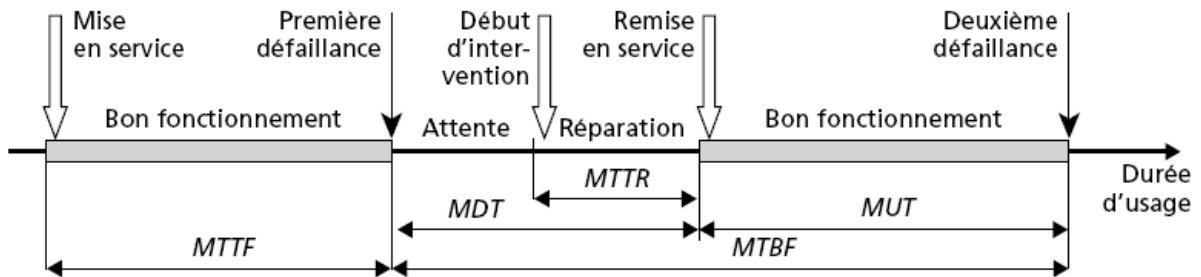 Mise
en service
Première
défaillance
Début
d'inter-
vention
Remise
en service
Deuxième
défaillance
Bon fonctionnement
Attente
Réparation
Bon fonctionnement
Durée
d'usage
MTTR
MDT
MUT
MTTF
MTBF